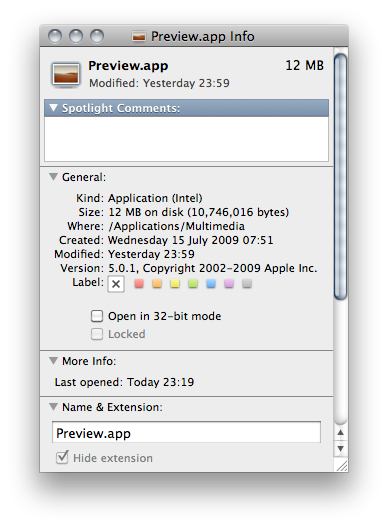 Preview.app Info
Preview.app 12 MB
Modified: Yesterday 23:59
Spotlight Comments:
General:
Kind: Application (Intel)
Size: 12 MB on disk (10,746,016 bytes)
Where: /Applications/Multimedia
Created: Wednesday 15 July 2009 07:51
Modified: Yesterday 23:59
Version: 5.0.1, Copyright 2002-2009 Apple Inc.
Label:
Open in 32-bit mode
Locked
More Info:
Last opened: Today 23:19
Name & Extension:
Preview.app
Hide extension